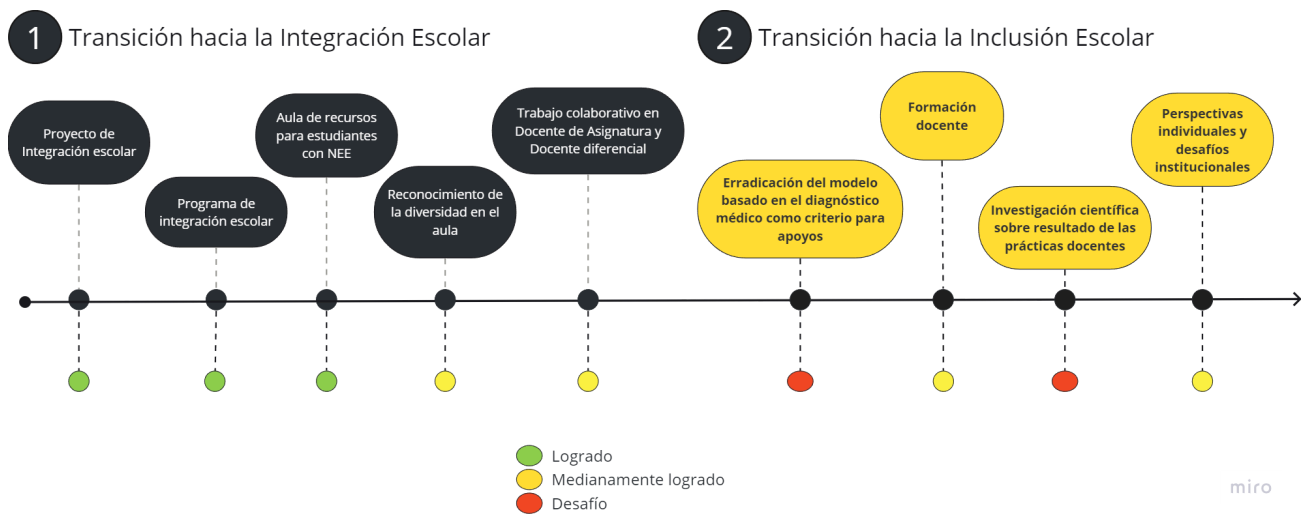 1 Transición hacia la Integración Escolar
Proyecto de
Integración escolar
Programa de
integración escolar
Aula de recursos
para estudiantes
con NEE
Reconocimiento de
la diversidad en el
aula
Trabajo colaborativo en
Docente de Asignatura y
Docente diferencial
2 Transición hacia la Inclusión Escolar
Erradicación del modelo
basado en el diagnóstico
médico como criterio para
apoyos
Formación
docente
Investigación científica
sobre resultado de las
prácticas docentes
Perspectivas
individuales y
desafíos
institucionales
Logrado
Medianamente logrado
Desafío
miro